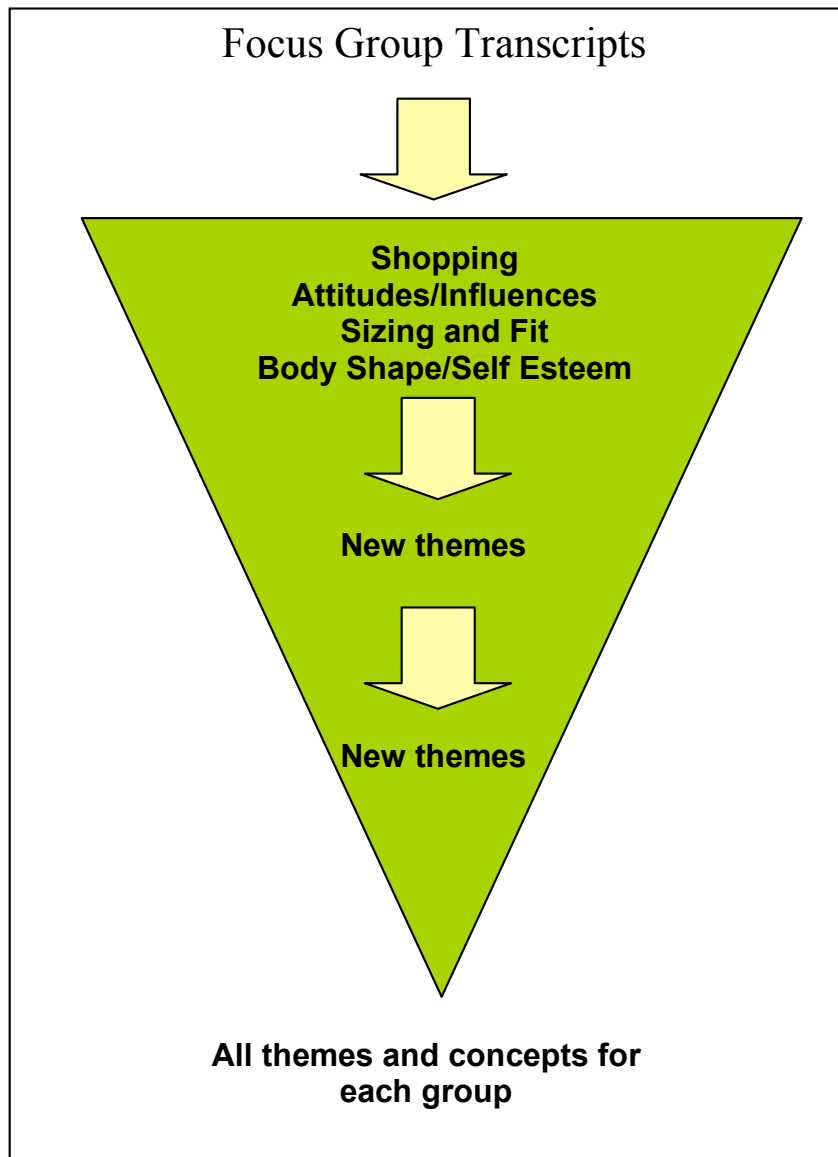 Focus Group Transcripts
Shopping
Attitudes/Influences
Sizing and Fit
Body Shape/Self Esteem
New themes
New themes
All themes and concepts for
each group